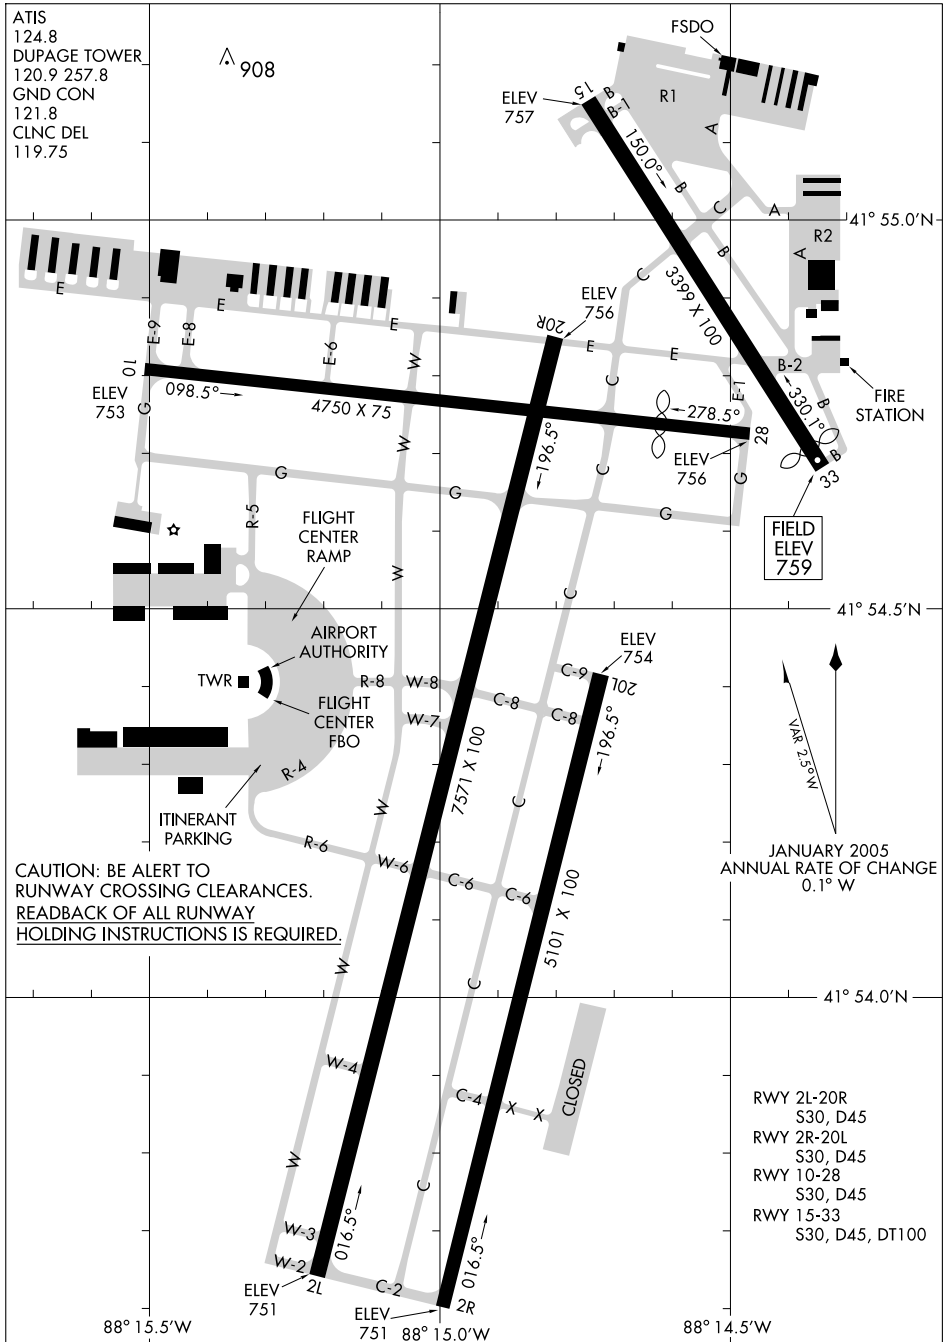 ATIS
124.8
DUPAGE TOWER
120.9 257.8
GND CON
121.8
CLNC DEL
119.75
908
FSDO
ELEV
757
15
B
B-1
R1
A
150.0°
B
C
A
41° 55.0'N
R2
A
B
C
3399 X 100
E
E
ELEV
756
20R
E
E
E
E-9
E-8
E-6
W
C
E-1
B-2
330.1°
B
FIRE
STATION
10
ELEV
753
098.5°
4750 X 75
278.5°
28
G
W
196.5°
C
ELEV
756
G
B
33
G
G
G
R-5
FLIGHT
CENTER
RAMP
FIELD
ELEV
759
W
C
41° 54.5'N
AIRPORT
AUTHORITY
ELEV
754
TWR
R-8
W-8
C-9
20L
FLIGHT
CENTER
FBO
W-7
C-8
C-8
196.5°
VAR 2.5°W
R-4
7571 X 100
C
W
ITINERANT
PARKING
R-6
W-6
C-6
C-6
JANUARY 2005
ANNUAL RATE OF CHANGE
0.1° W
CAUTION: BE ALERT TO
RUNWAY CROSSING CLEARANCES.
READBACK OF ALL RUNWAY
HOLDING INSTRUCTIONS IS REQUIRED.
5101 X 100
W
C
41° 54.0'N
W-4
C-4
X
X
CLOSED
RWY 2L-20R
S30, D45
RWY 2R-20L
S30, D45
RWY 10-28
S30, D45
RWY 15-33
S30, D45, DT100
W
C
016.5°
016.5°
W-3
W-2
2L
C-2
ELEV
751
2R
ELEV
751
88° 15.5'W
88° 15.0'W
88° 14.5'W